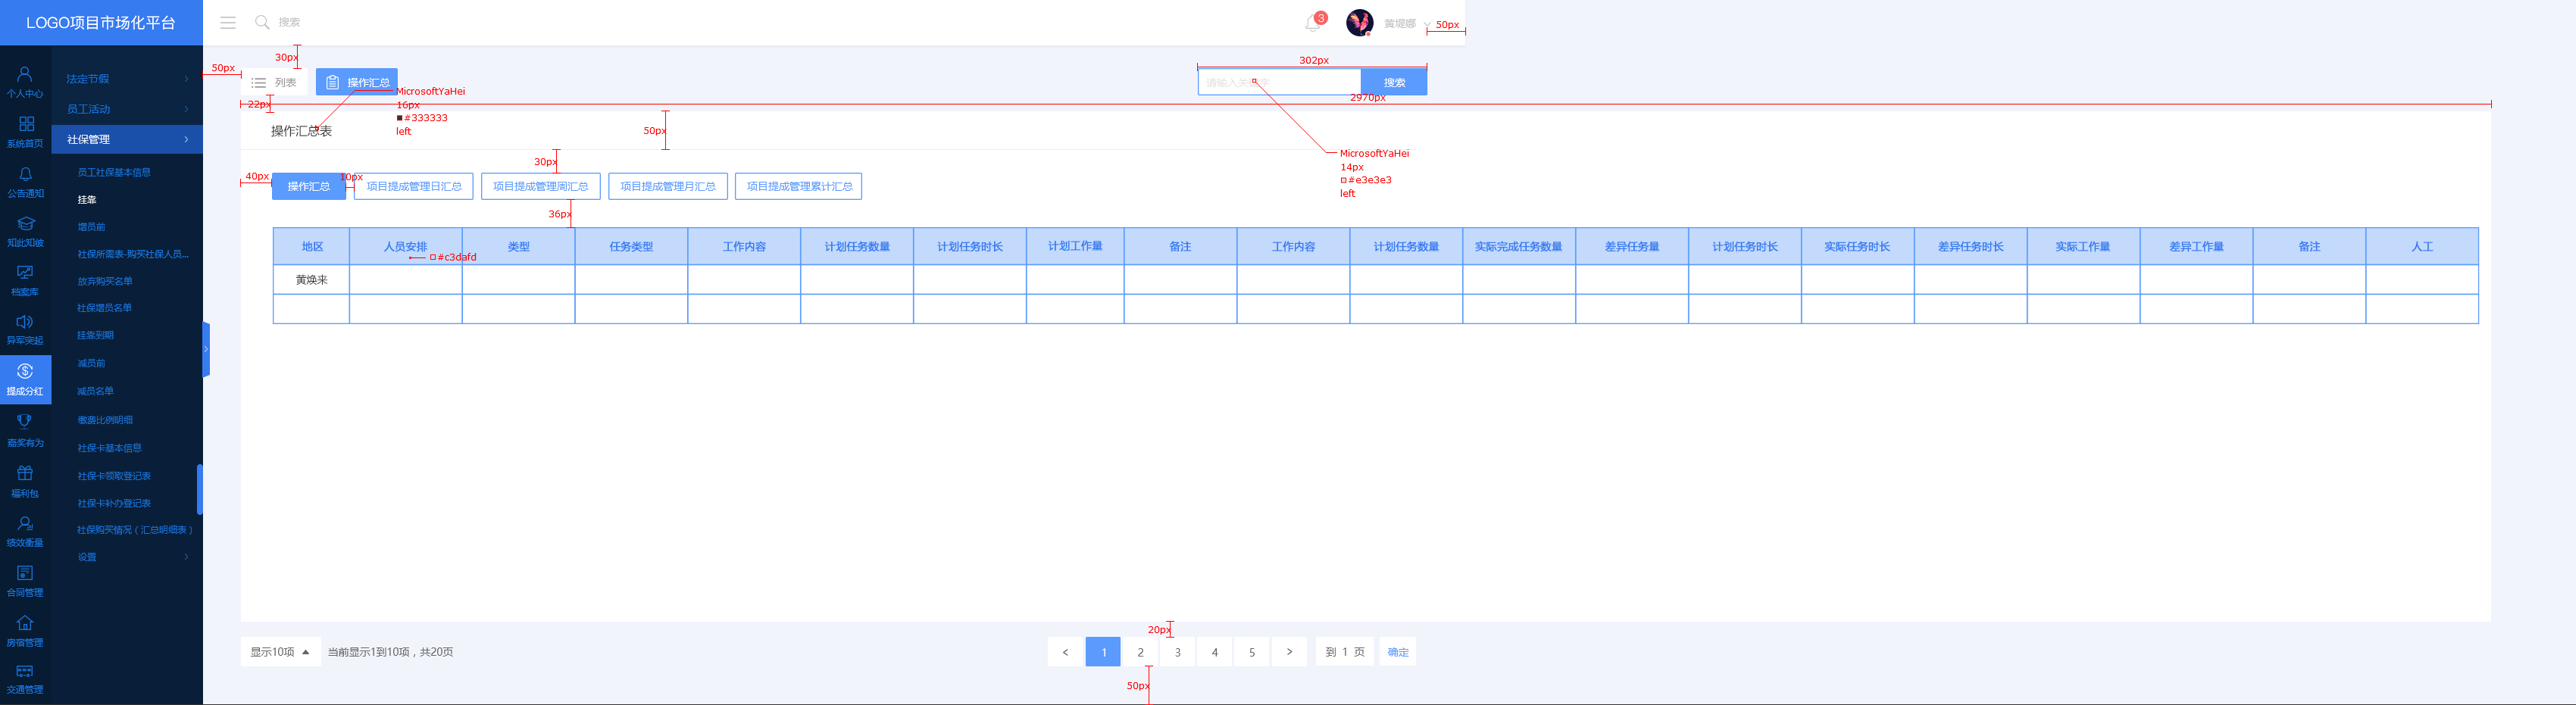 LOGO项目市场化平台
搜索
3
黄堤娜
50px
30px
50px
列表
操作汇总
302px
请输入关键字
搜索
MicrosoftYaHei
16px
#333333
left
22px
2970px
操作汇总表
50px
MicrosoftYaHei
14px
#e3e3e3
left
30px
40px
操作汇总
10px
项目提成管理日汇总
项目提成管理周汇总
项目提成管理月汇总
项目提成管理累计汇总
36px
地区 人员安排 类型 任务类型 工作内容 计划任务数量 计划任务时长 计划工作量 备注 工作内容 计划任务数量 实际完成任务数量 差异任务量 计划任务时长 实际任务时长 差异任务时长 实际工作量 差异工作量 备注 人工
#c3dafd
黄焕来
个人中心
系统首页
公告通知
知此知彼
档案库
异军突起
提成分红
嘉奖有为
福利包
绩效衡量
合同管理
房宿管理
交通管理
法定节假
员工活动
社保管理
员工社保基本信息
挂靠
增员前
社保所需表-购买社保人员...
放弃购买名单
社保增员名单
挂靠到期
减员前
减员名单
缴费比例明细
社保卡基本信息
社保卡领取登记表
社保卡补办登记表
社保购买情况（汇总明细表）
设置
20px
显示10项
当前显示1到10项，共20页
< 1 2 3 4 5 >
到 1 页
确定
50px